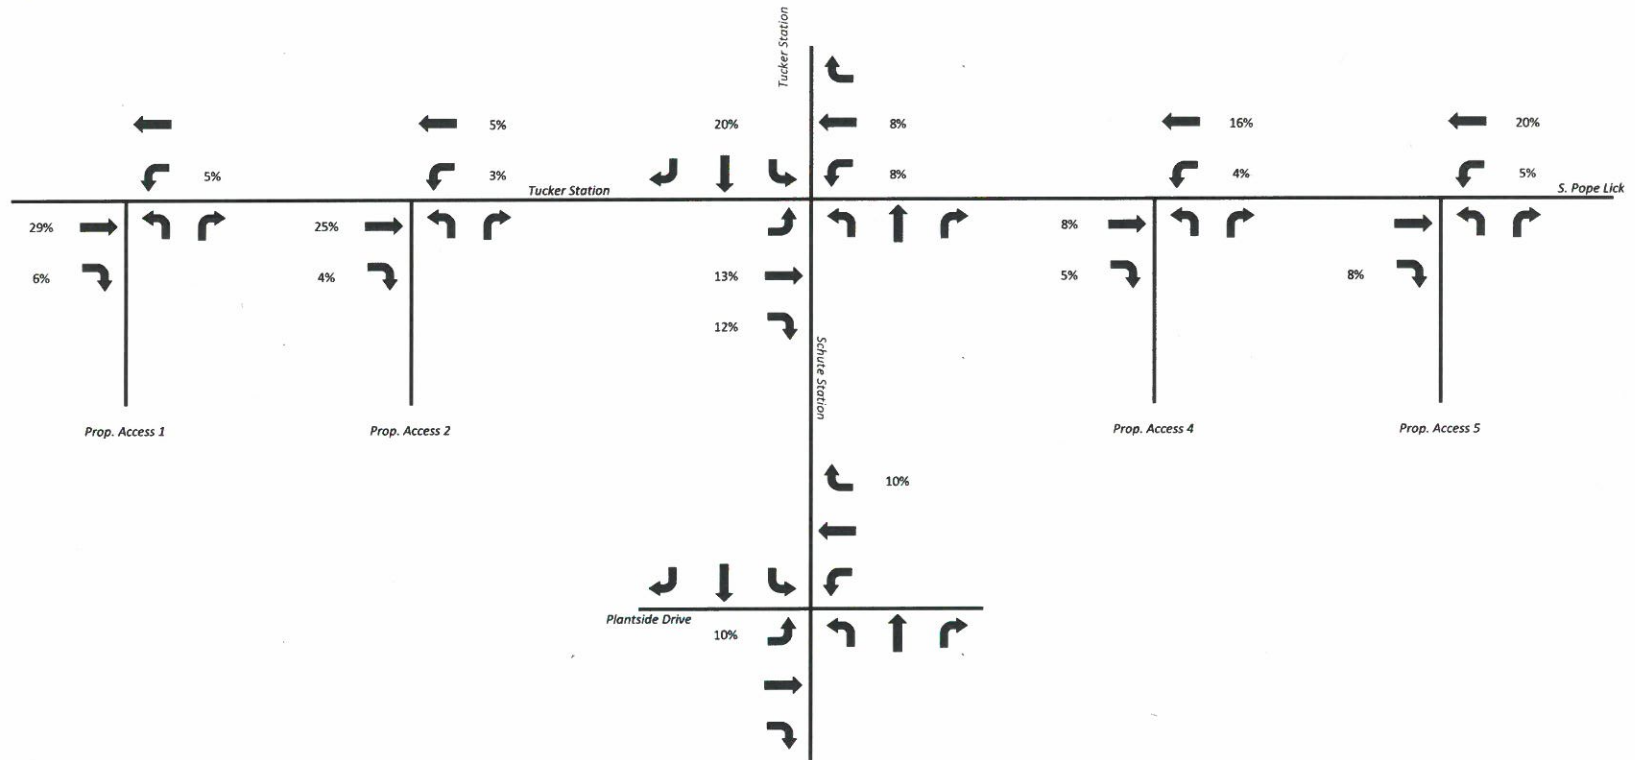 Tucker Station
5%
20%
8%
16%
20%
5%
3%
8%
4%
5%
Tucker Station
S. Pope Lick
29%
25%
8%
6%
4%
13%
5%
8%
12%
Schute Station
Prop. Access 1
Prop. Access 2
Prop. Access 4
Prop. Access 5
10%
Plantside Drive
10%